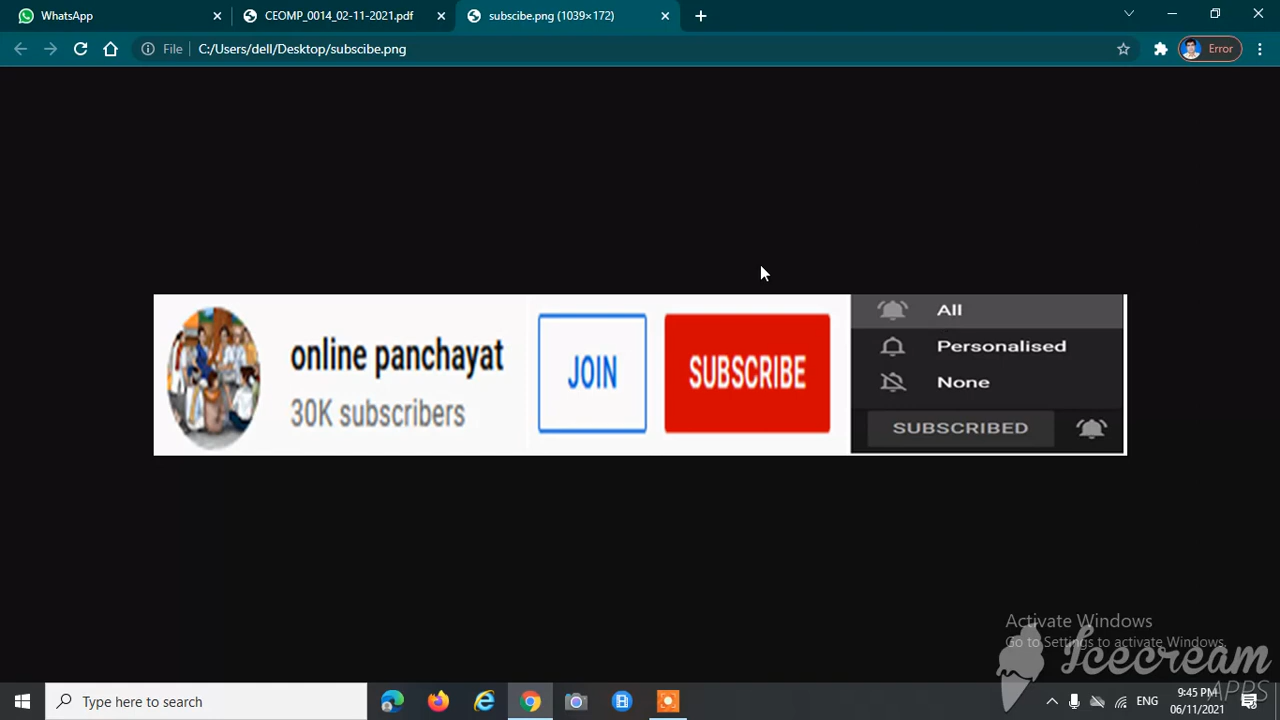 WhatsApp
CEOMP_0014_02-11-2021.pdf
subscibe.png (1039×172)
File
C:/Users/dell/Desktop/subscibe.png
Error
online panchayat
30K subscribers
JOIN
SUBSCRIBE
All
Personalised
None
SUBSCRIBED
Activate Windows
Go to Settings to activate Windows.
Icecream
APPS
Type here to search
ENG
9:45 PM
06/11/2021